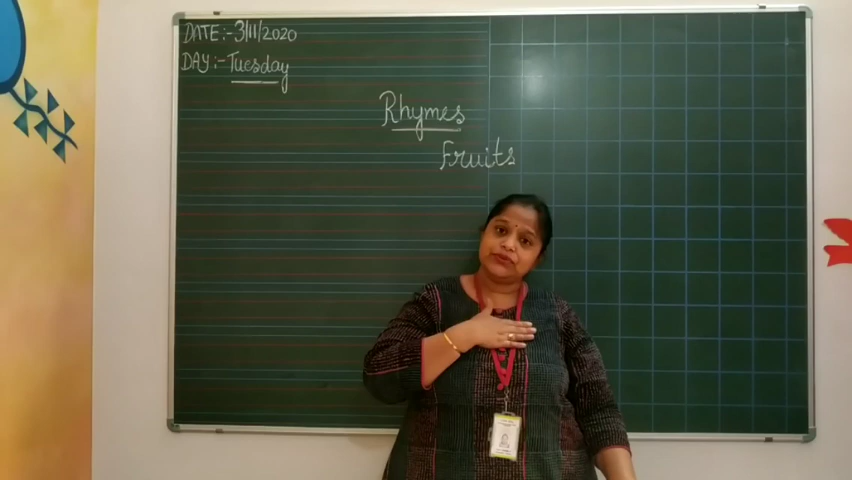 DATE:- 3/11/2020
DAY:- Tuesday
Rhymes
Fruits